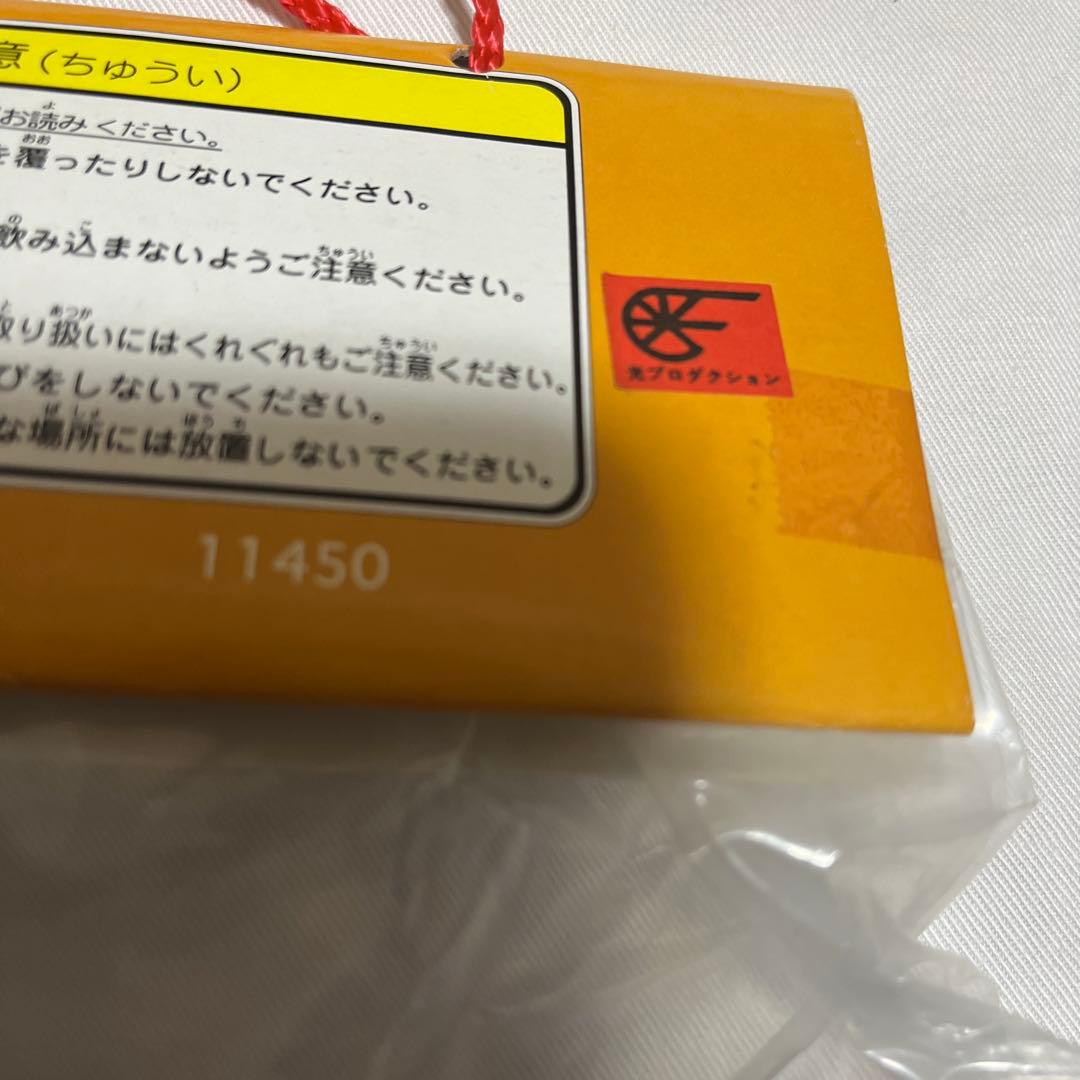 意(ちゅうい)
お読みください。
を覆ったりしないでください。
飲み込まないようご注意ください。
取り扱いにはくれぐれもご注意ください。
びをしないでください。
な場所には放置しないでください。
光プロダクション
11450